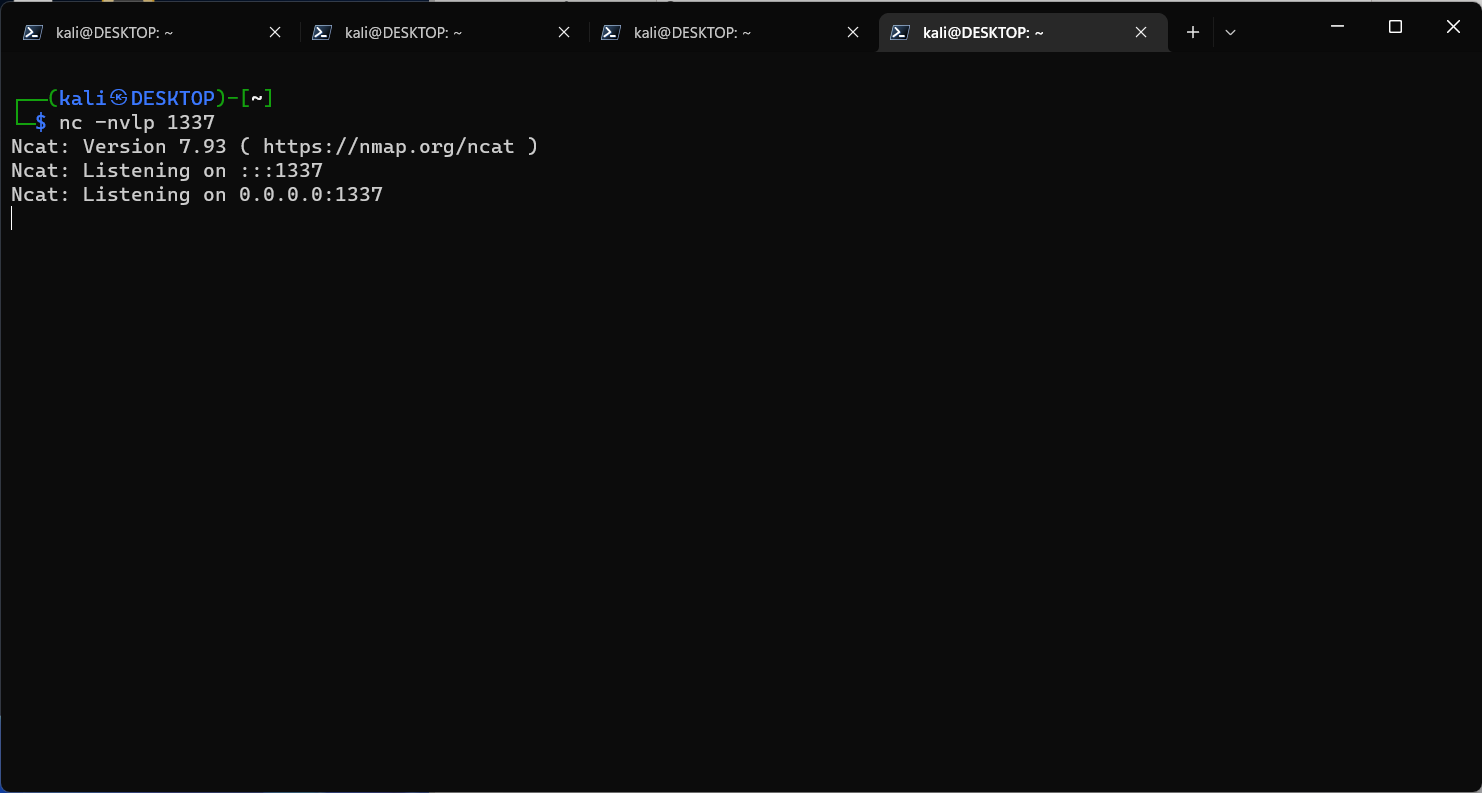 kali@DESKTOP: ~ kali@DESKTOP: ~ kali@DESKTOP: ~ kali@DESKTOP: ~
┌──(kali㉿DESKTOP)-[~]
└─$ nc -nvlp 1337
Ncat: Version 7.93 ( https://nmap.org/ncat )
Ncat: Listening on :::1337
Ncat: Listening on 0.0.0.0:1337